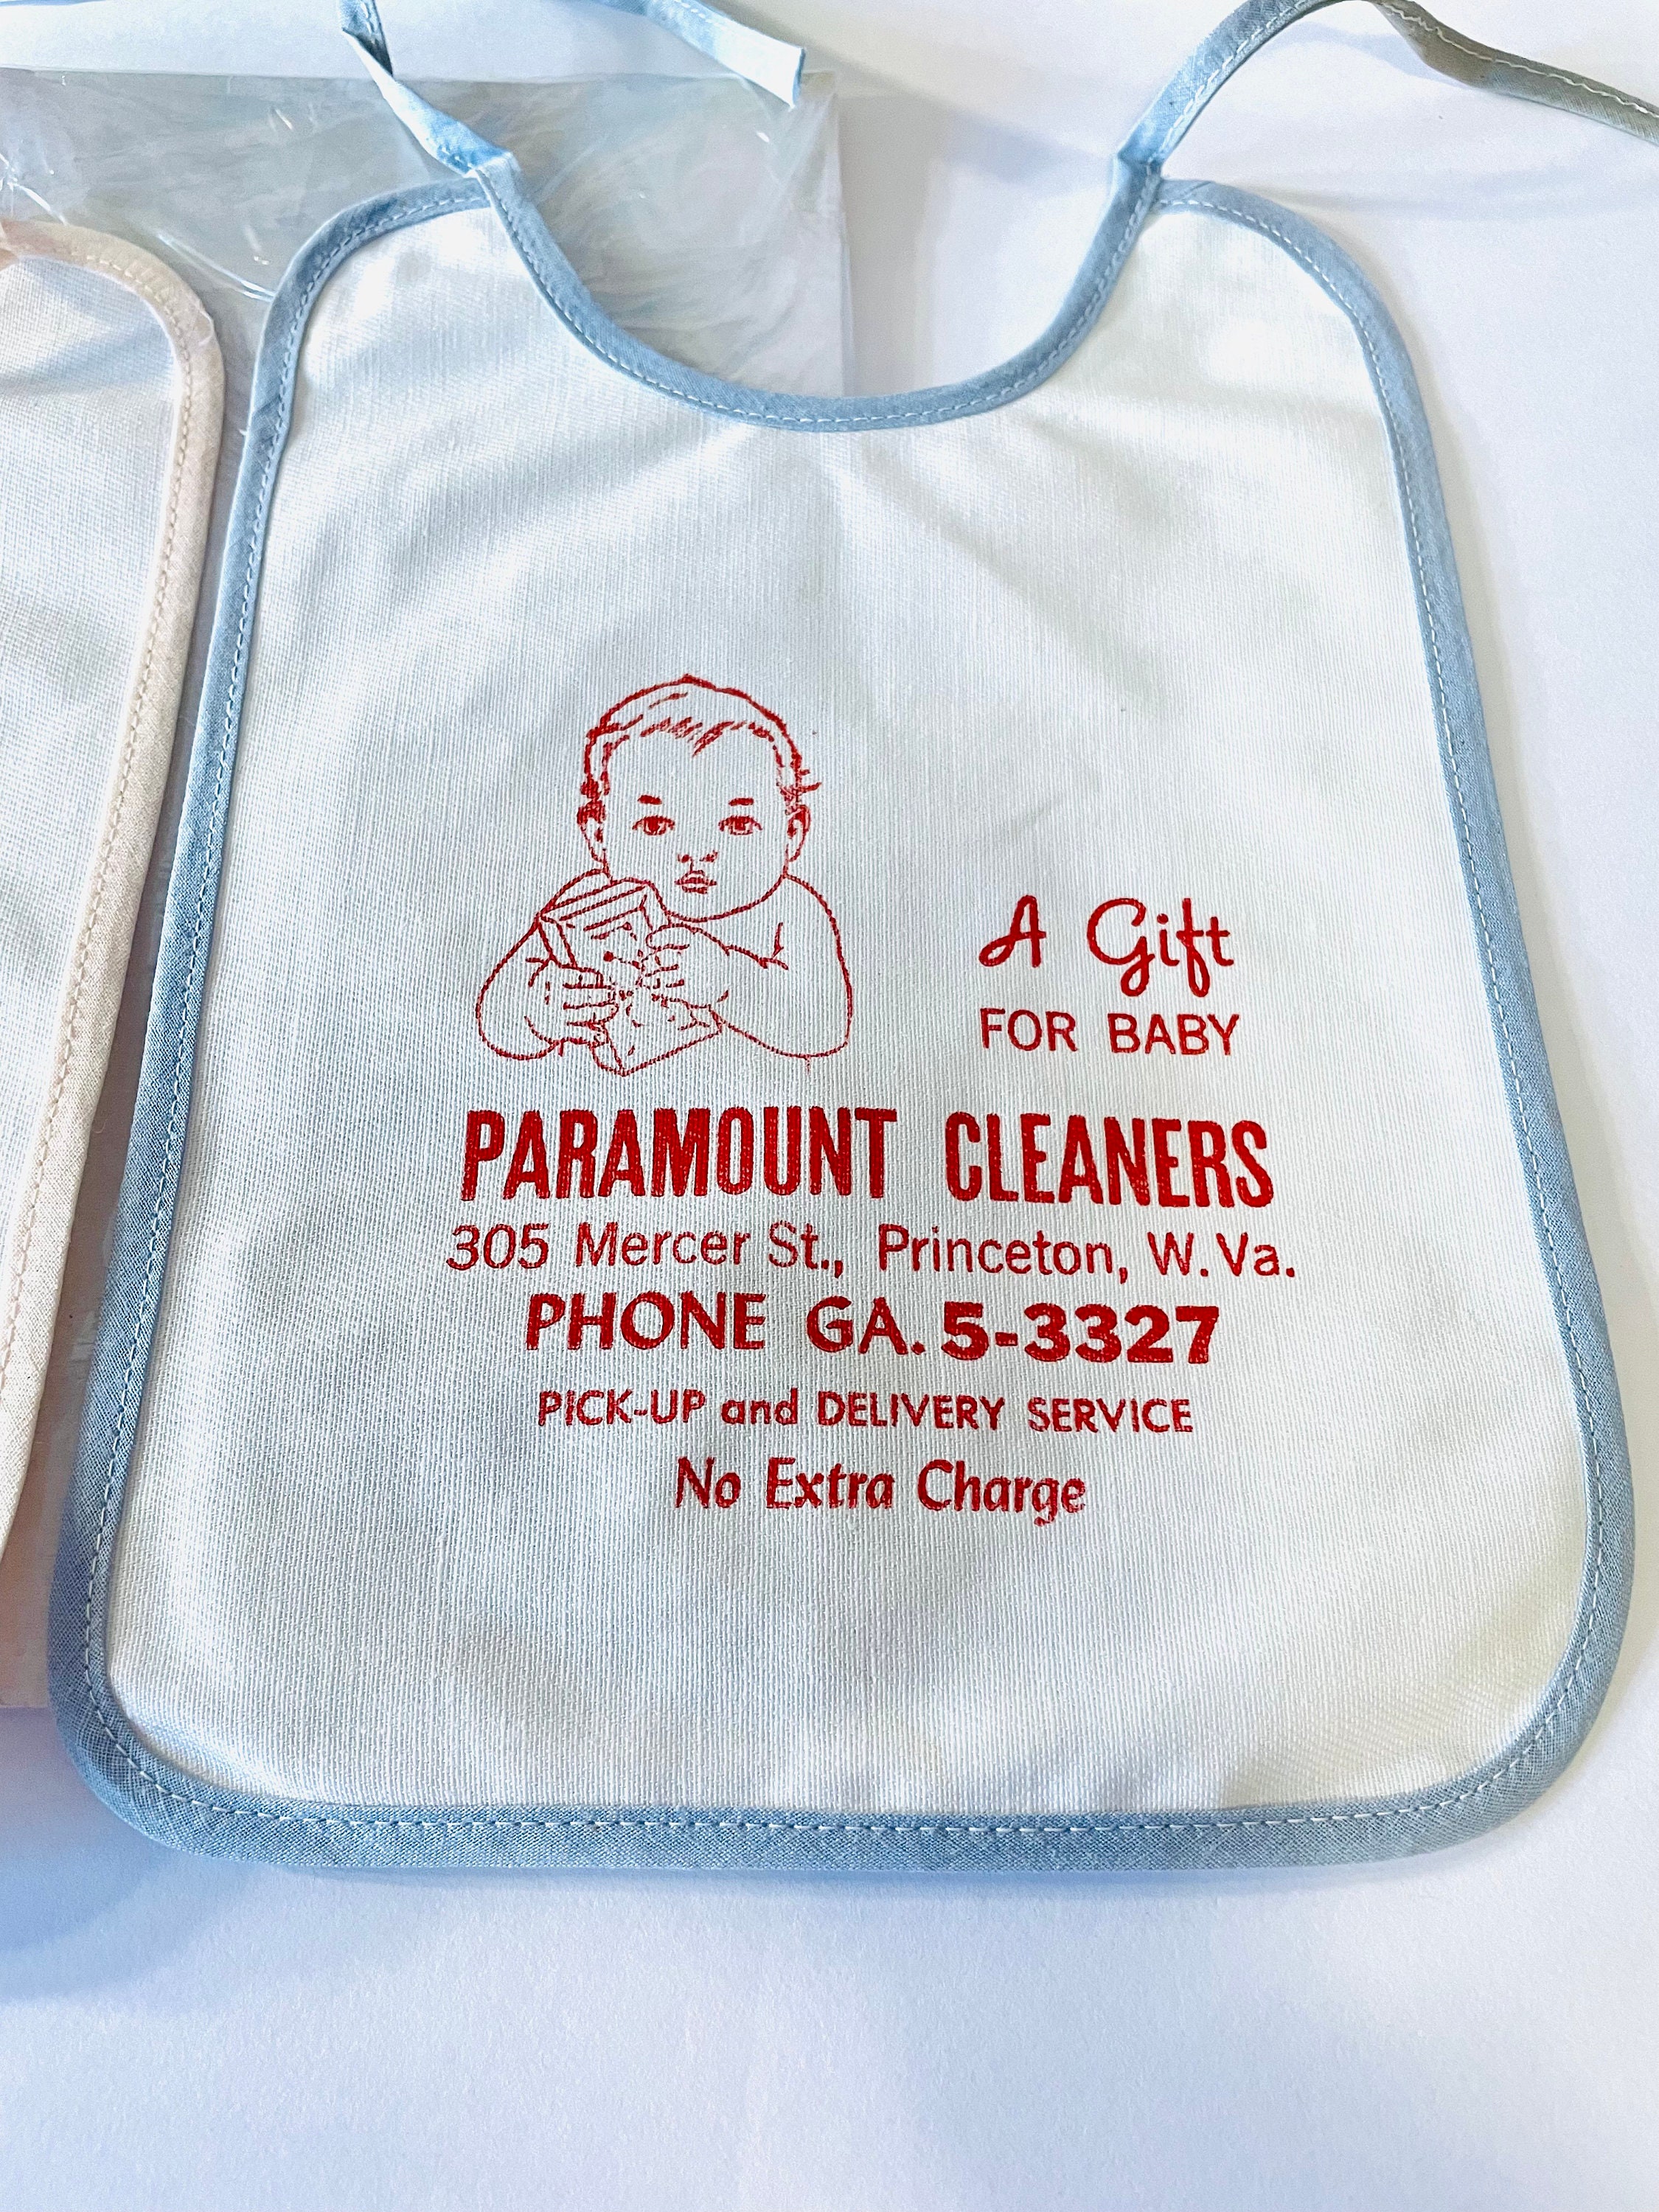 A Gift
FOR BABY
PARAMOUNT CLEANERS
305 Mercer St., Princeton, W. Va.
PHONE GA. 5-3327
PICK-UP and DELIVERY SERVICE
No Extra Charge